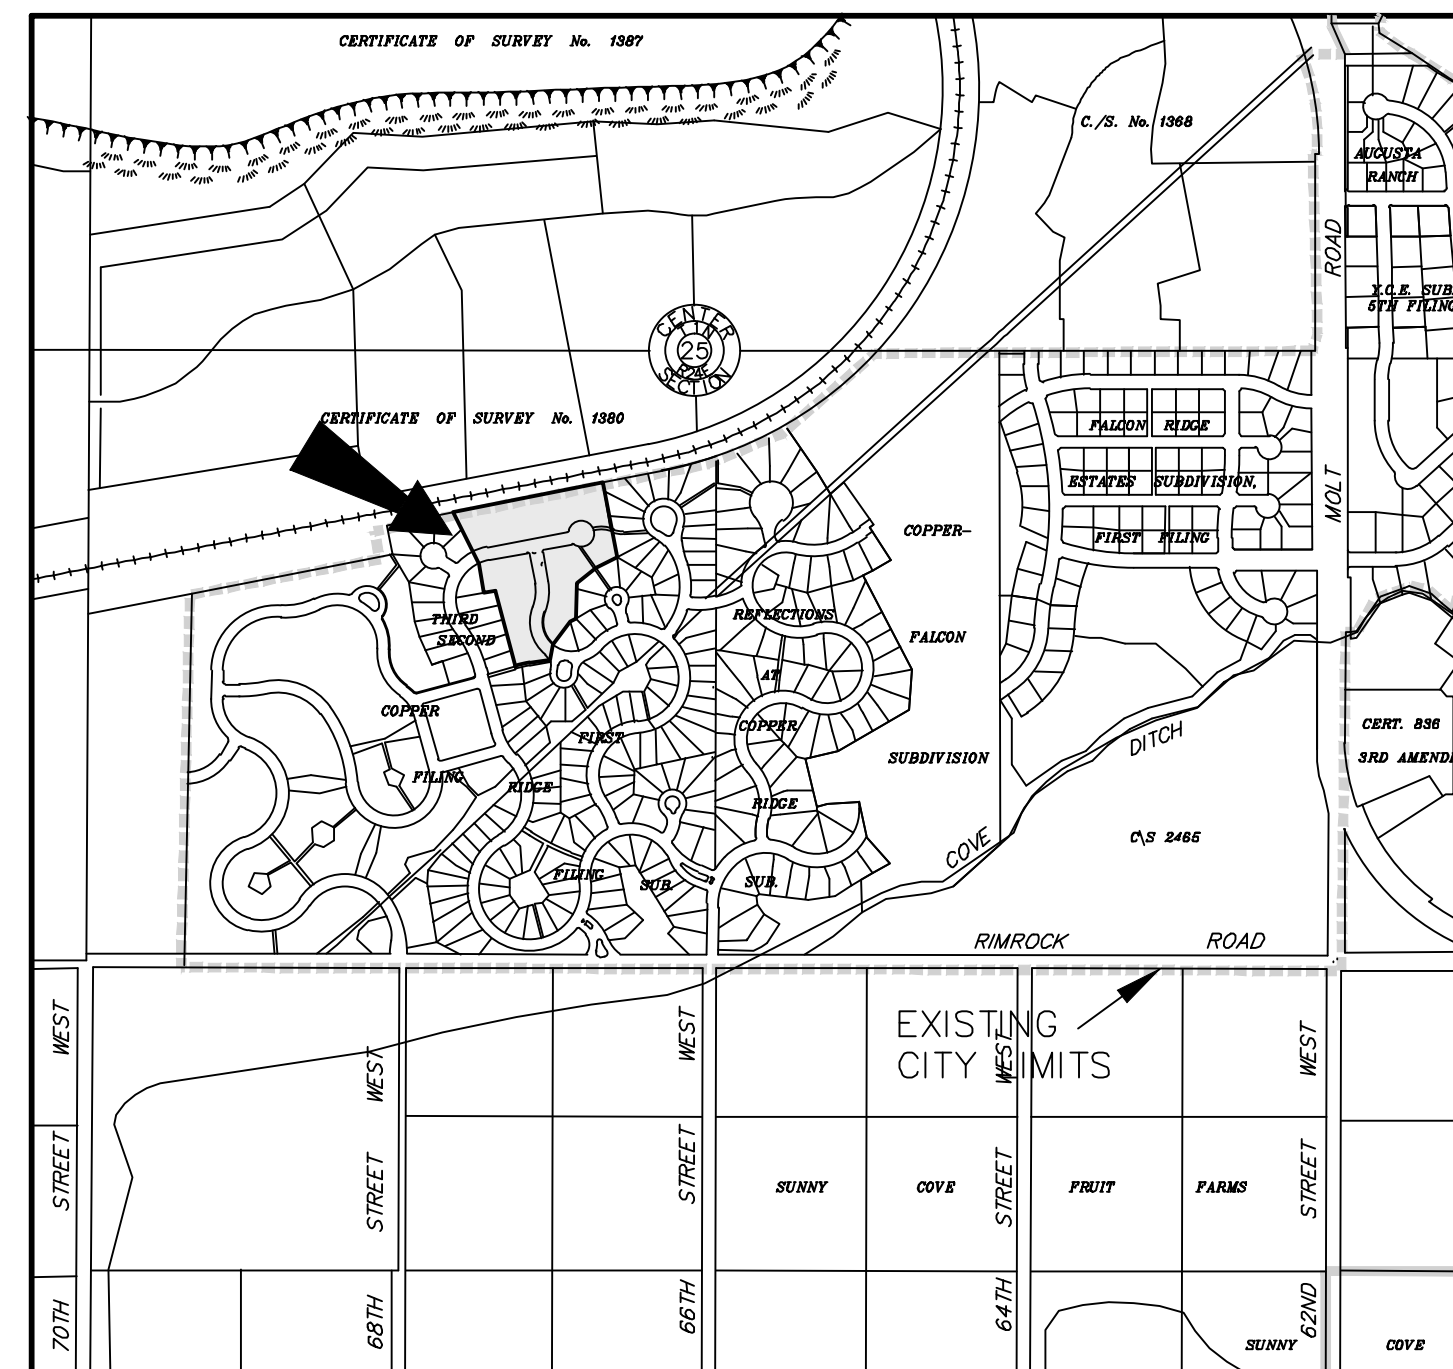 CERTIFICATE OF SURVEY No. 1387
C./S. No. 1368
AUGUSTA
RANCH
ROAD
Y.C.E. SUB.
5TH FILING
CENTER
T 1N
25
R24E
SECTION
CERTIFICATE OF SURVEY No. 1380
FALCON RIDGE
ESTATES SUBDIVISION,
FIRST FILING
MOLT
COPPER-
FALCON
SUBDIVISION
REFLECTIONS
AT
COPPER
RIDGE
SUB.
THIRD
SECOND
COPPER
FIRST
FILING
RIDGE
FILING
SUB.
DITCH
COVE
CERT. 836
3RD AMEND
C\S 2465
RIMROCK ROAD
EXISTING
CITY LIMITS
70TH STREET WEST
68TH STREET WEST
66TH STREET WEST
64TH STREET WEST
62ND STREET WEST
SUNNY COVE FRUIT FARMS
SUNNY COVE